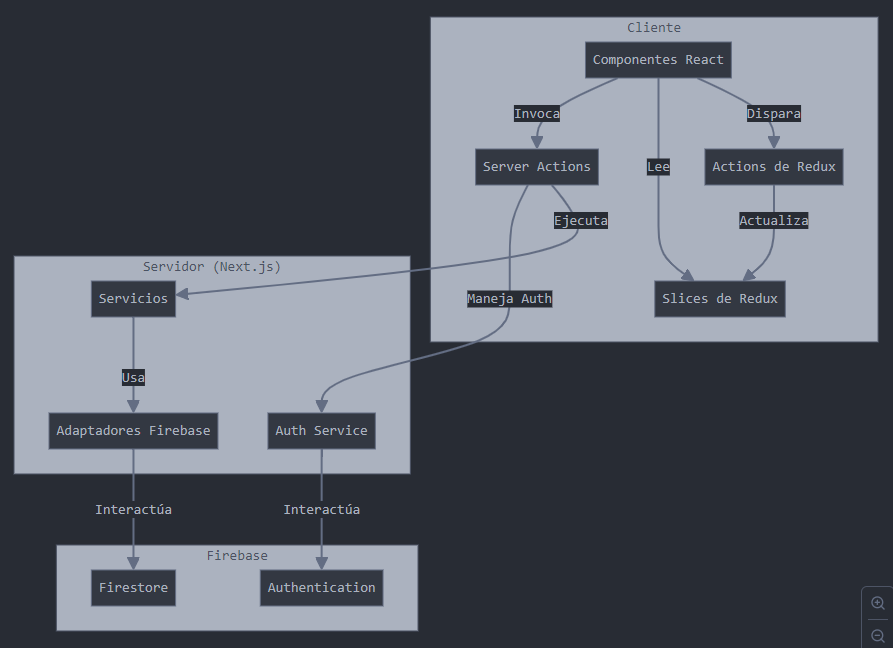 Cliente
Componentes React
Invoca
Dispara
Server Actions
Lee
Actions de Redux
Ejecuta
Actualiza
Servidor (Next.js)
Servicios
Maneja Auth
Slices de Redux
Usa
Adaptadores Firebase
Auth Service
Interactúa
Interactúa
Firebase
Firestore
Authentication